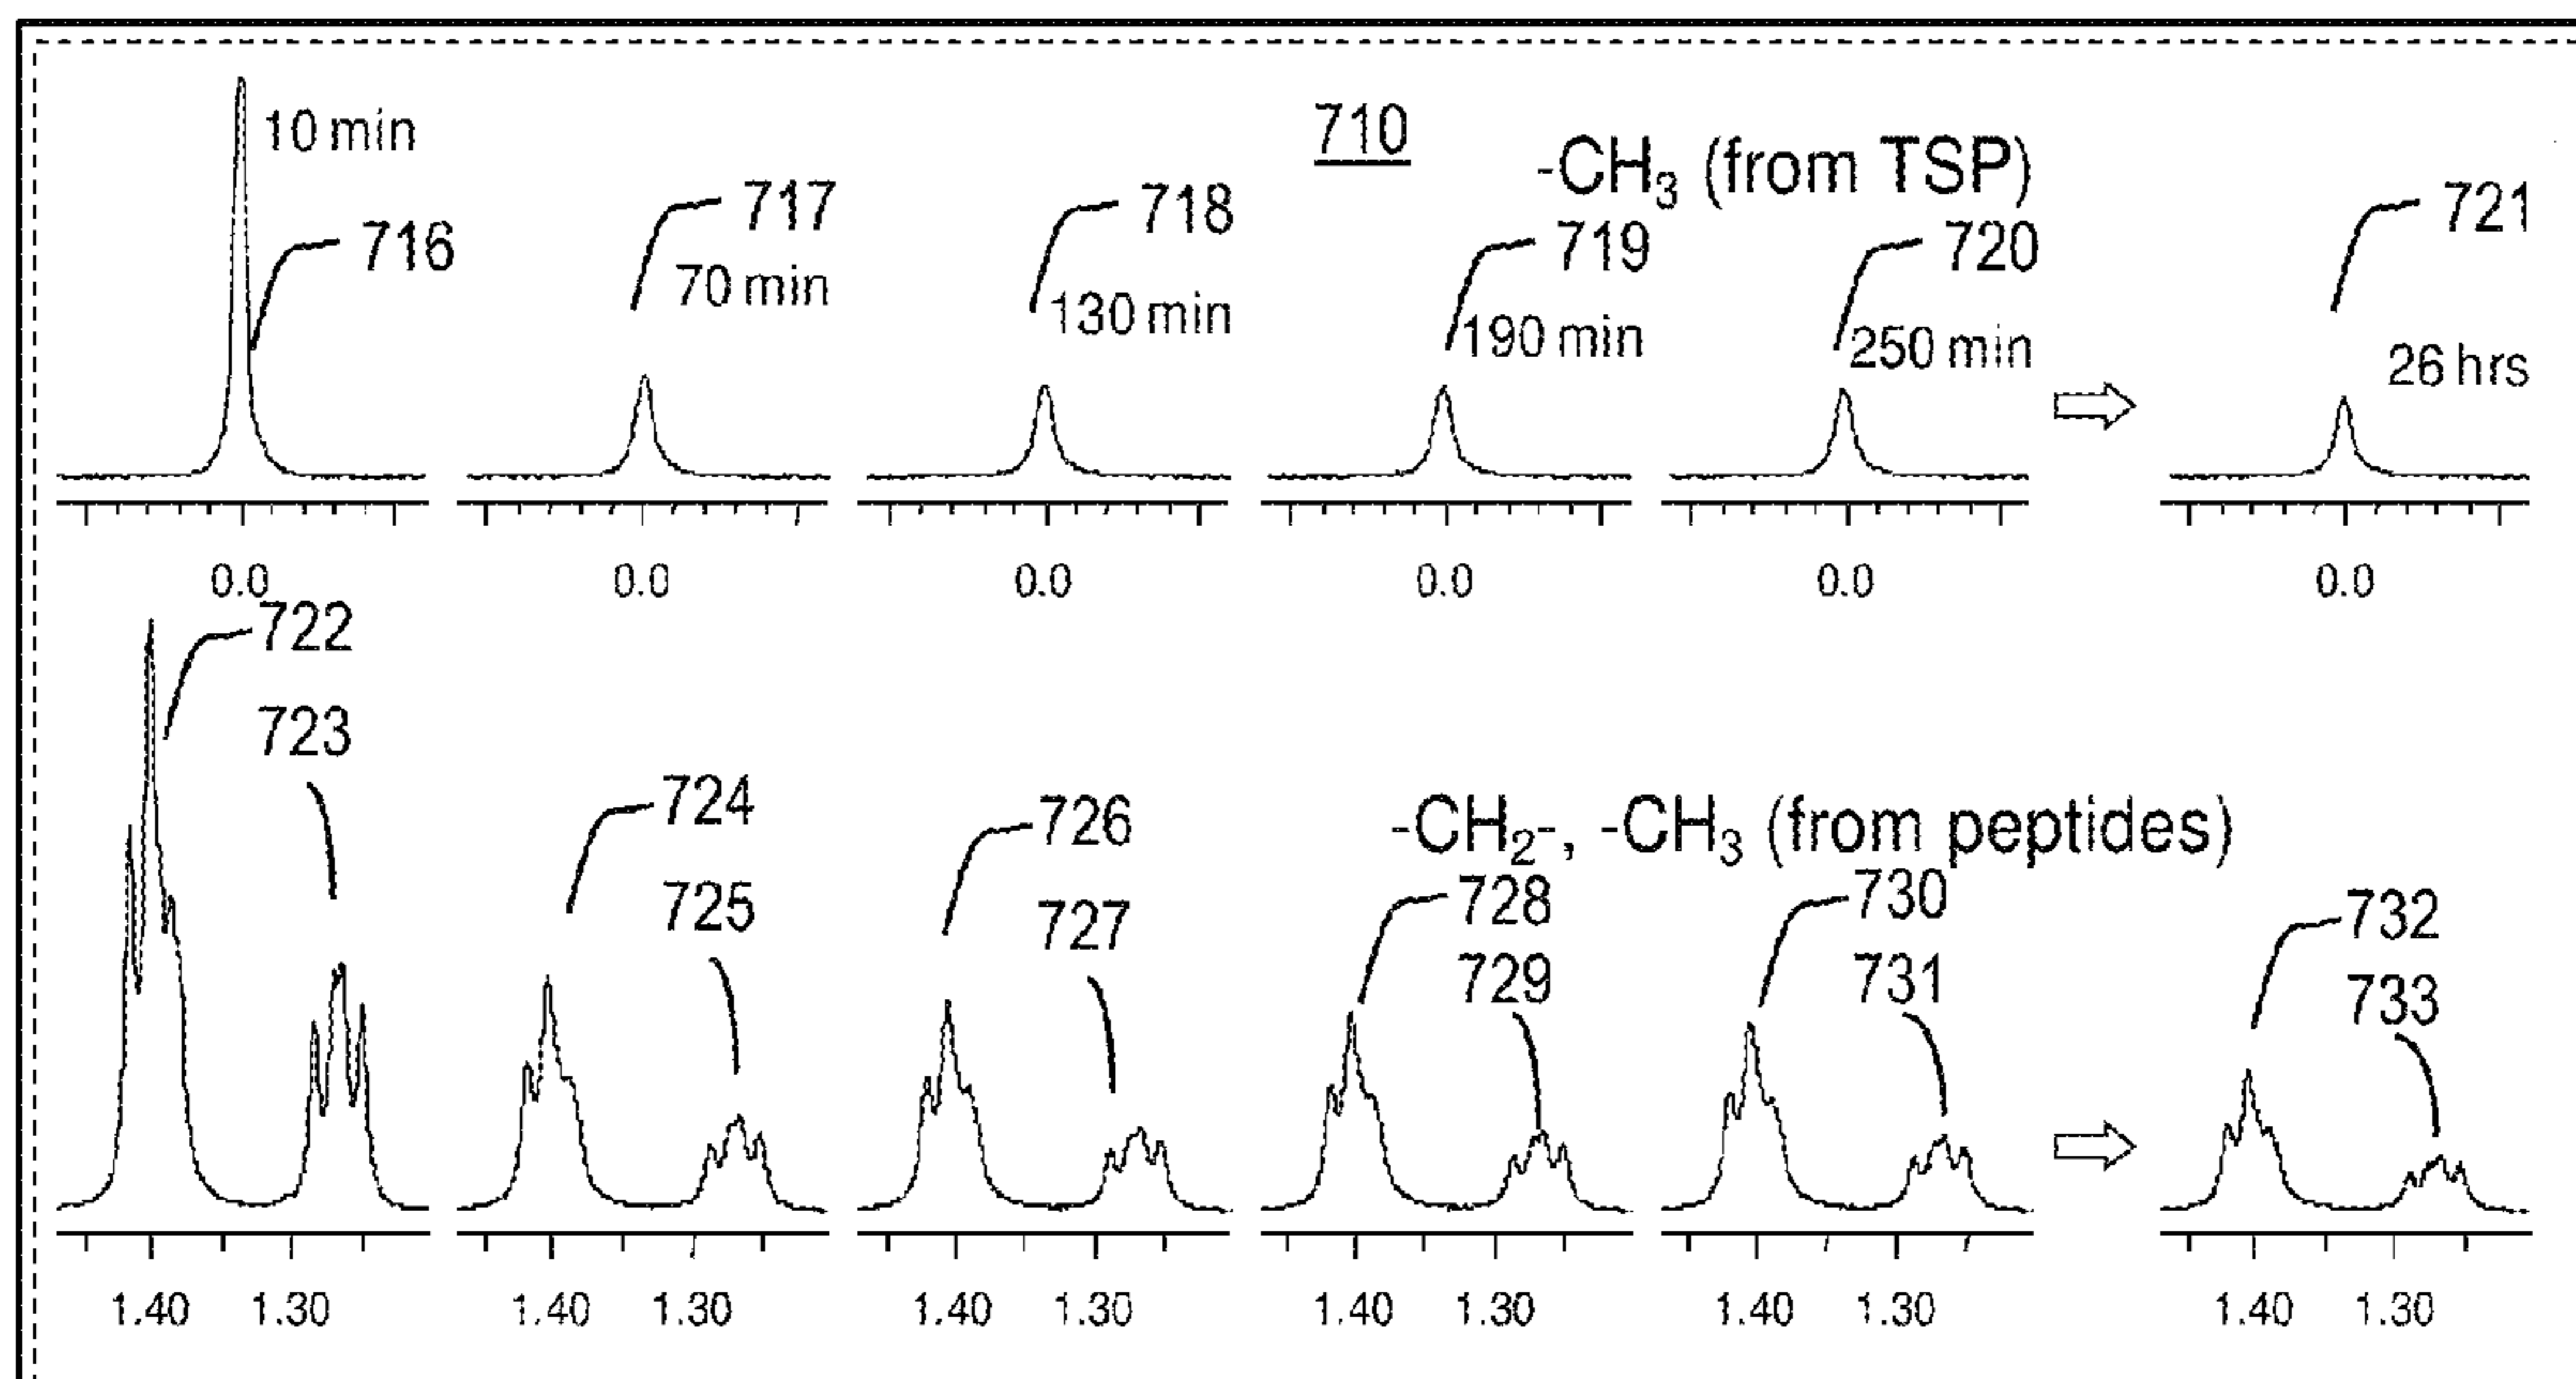 10 min
716
717
70 min
718
130 min
710
-CH₃ (from TSP)
719
190 min
720
250 min
721
26 hrs
0.0 0.0 0.0 0.0 0.0 0.0
722
723
724
725
726
727
-CH₂-, -CH₃ (from peptides)
728
729
730
731
732
733
1.40 1.30 1.40 1.30 1.40 1.30 1.40 1.30 1.40 1.30 1.40 1.30